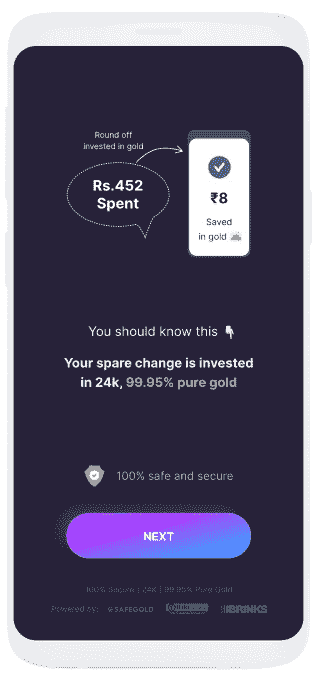 Round off
invested in gold
Rs.452
Spent
₹8
Saved
in gold
You should know this
Your spare change is invested
in 24k, 99.95% pure gold
100% safe and secure
NEXT
100% Secure | 24K | 99.95% Pure Gold
Powered by: SAFEGOLD
BRINKS